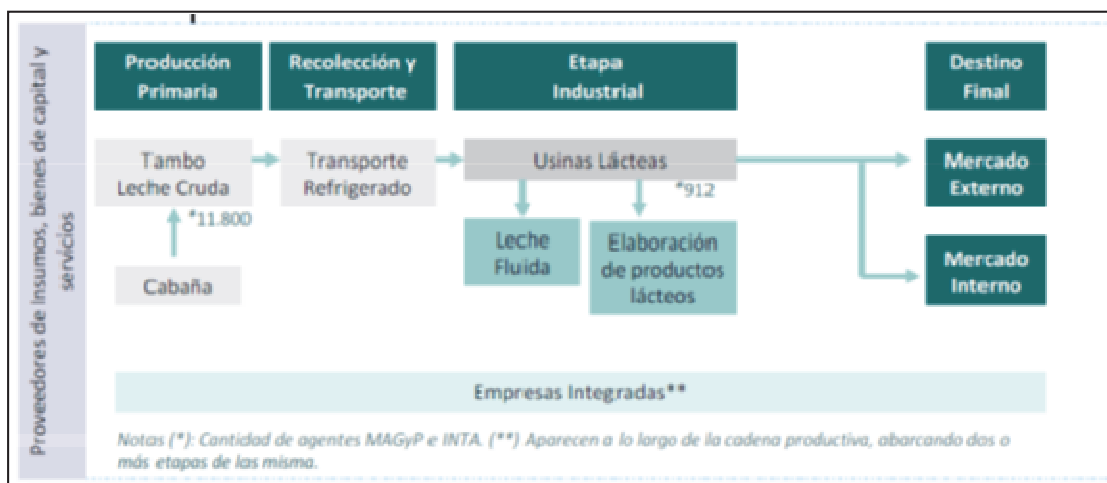 Proveedores de Insumos, bienes de capital y
servicios
Producción
Primaria
Recolección y
Transporte
Etapa
Industrial
Destino
Final
Tambo
Leche Cruda
Transporte
Refrigerado
Usinas Lácteas
Mercado
Externo
*11.800
*912
Leche
Fluida
Elaboración
de productos
lácteos
Cabaña
Mercado
Interno
Empresas Integradas**
Notas (*): Cantidad de agentes MAGyP e INTA. (**) Aparecen a lo largo de la cadena productiva, abarcando dos o
más etapas de las misma.